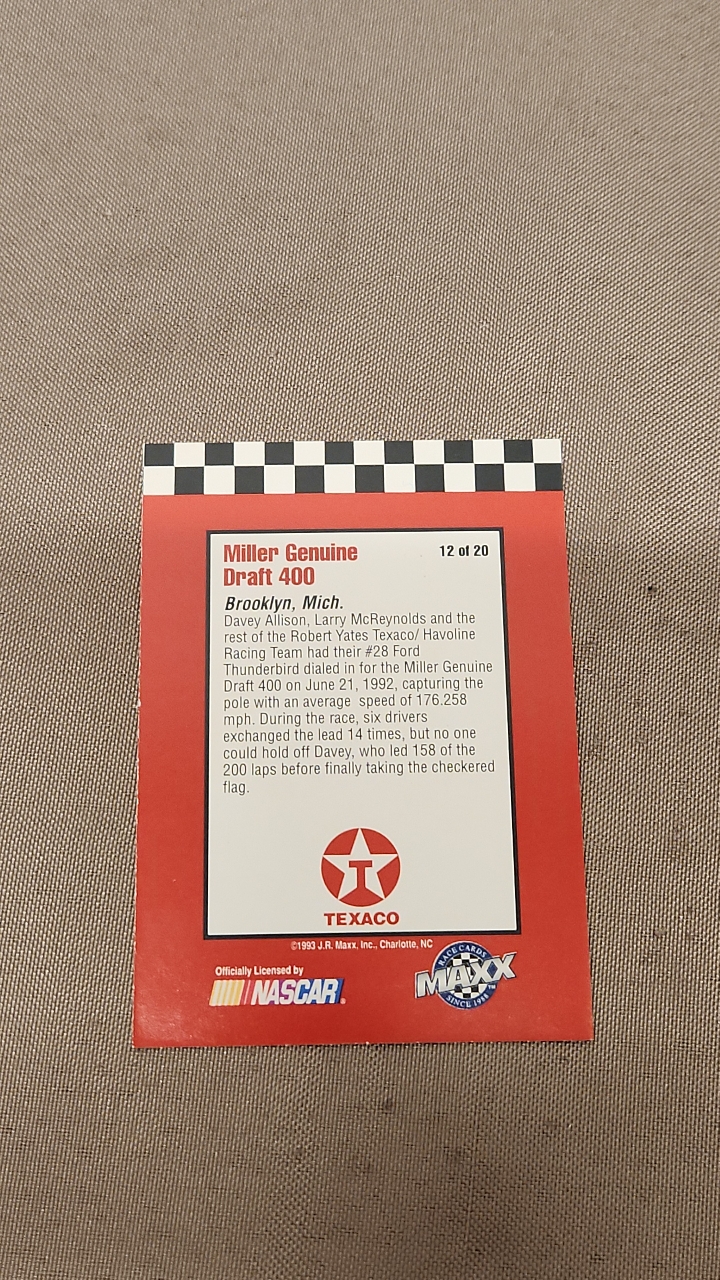 Miller Genuine
Draft 400
12 of 20
Brooklyn, Mich.
Davey Allison, Larry McReynolds and the
rest of the Robert Yates Texaco/ Havoline
Racing Team had their #28 Ford
Thunderbird dialed in for the Miller Genuine
Draft 400 on June 21, 1992, capturing the
pole with an average speed of 176.258
mph. During the race, six drivers
exchanged the lead 14 times, but no one
could hold off Davey, who led 158 of the
200 laps before finally taking the checkered
flag.
T
TEXACO
©1993 J.R. Maxx, Inc., Charlotte, NC
Officially Licensed by
NASCAR®
RACE CARDS
MAXX™
SINCE 1988